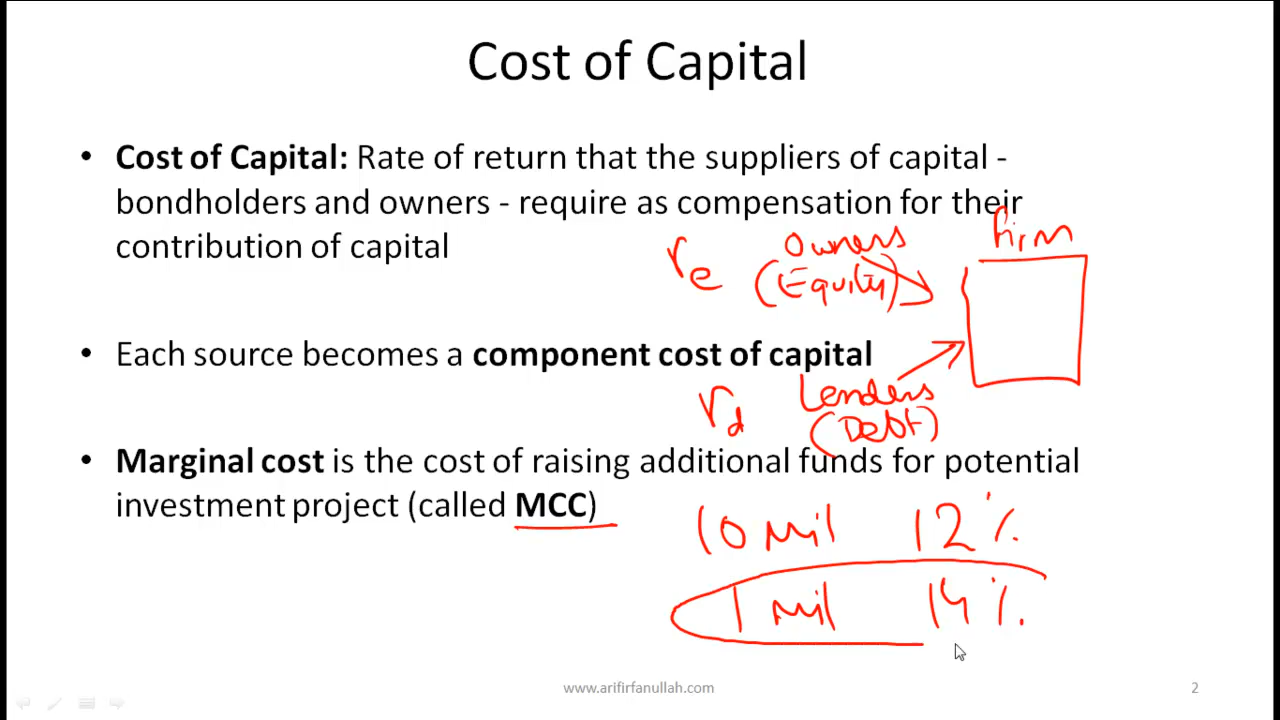 Cost of Capital
• Cost of Capital: Rate of return that the suppliers of capital -
bondholders and owners - require as compensation for their
contribution of capital
firm
re Owners
(Equity)
• Each source becomes a component cost of capital
rd Lenders
(Debt)
• Marginal cost is the cost of raising additional funds for potential
investment project (called MCC)
10 mil 12%
1 mil 14%
www.arifirfanullah.com 2